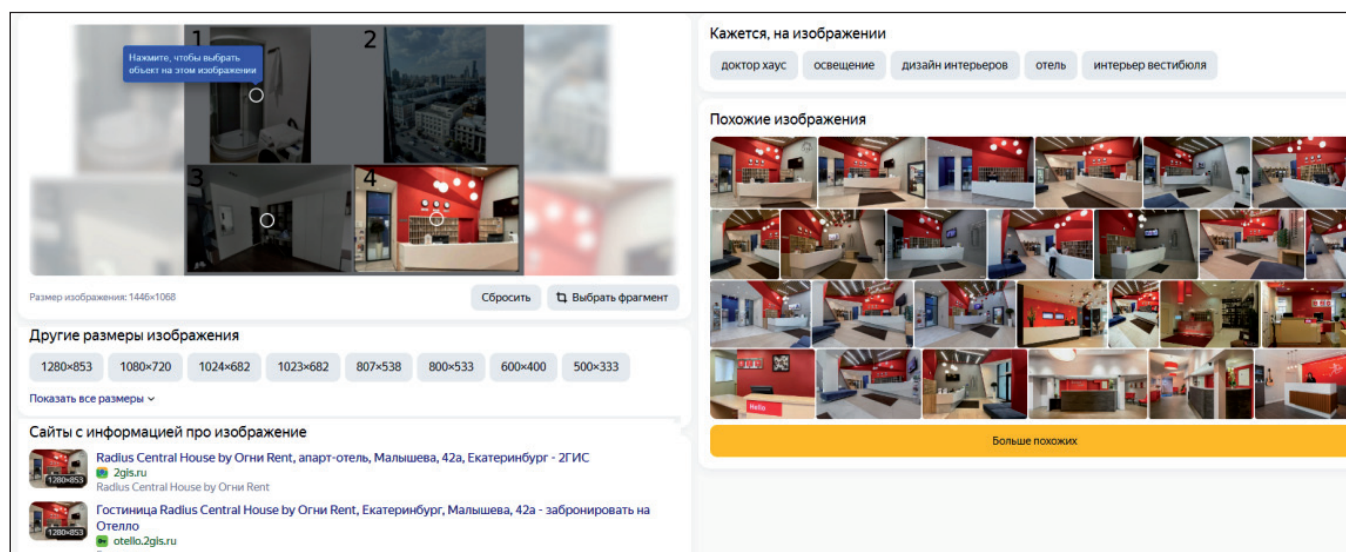 1
2
Нажмите, чтобы выбрать
объект на этом изображении
3
4
Размер изображения: 1446×1068
Сбросить
Выбрать фрагмент
Другие размеры изображения
1280×853
1080×720
1024×682
1023×682
807×538
800×533
600×400
500×333
Показать все размеры
Сайты с информацией про изображение
1280×853
Radius Central House by Огни Rent, апарт-отель, Малышева, 42а, Екатеринбург - 2ГИС
2gis.ru
Radius Central House by Огни Rent
1280×853
Гостиница Radius Central House by Огни Rent, Екатеринбург, Малышева, 42а - забронировать на
Отелло
otello.2gis.ru
Кажется, на изображении
доктор хаус
освещение
дизайн интерьеров
отель
интерьер вестибюля
Похожие изображения
Hello
Больше похожих